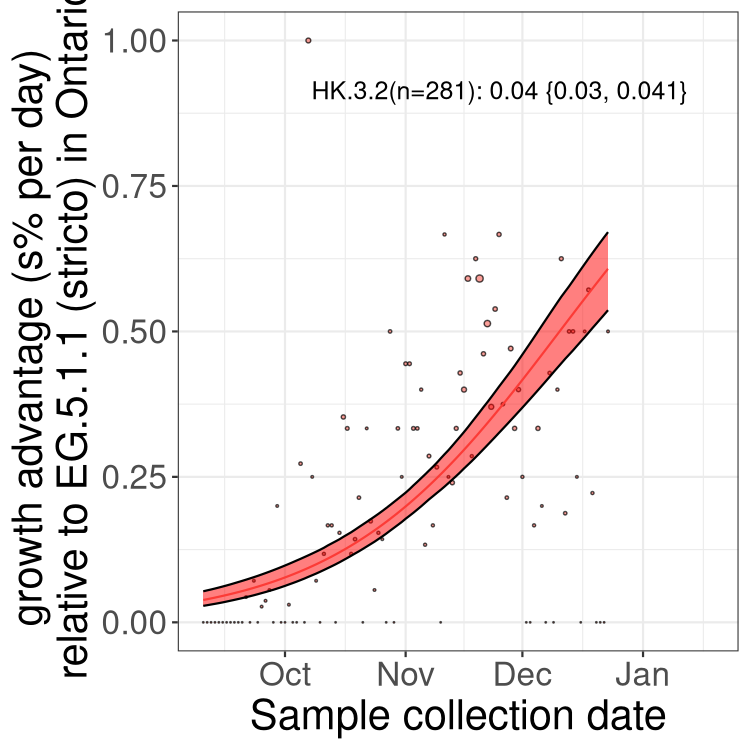 growth advantage (s% per day)
relative to EG.5.1.1 (stricto) in Ontario
1.00
0.75
0.50
0.25
0.00
HK.3.2(n=281): 0.04 {0.03, 0.041}
Oct Nov Dec Jan
Sample collection date